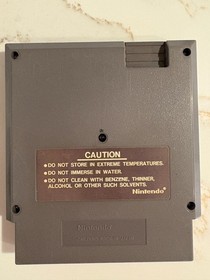 CAUTION
•DO NOT STORE IN EXTREME TEMPERATURES.
•DO NOT IMMERSE IN WATER.
•DO NOT CLEAN WITH BENZENE, THINNER,
ALCOHOL OR OTHER SUCH SOLVENTS.
Nintendo
Nintendo